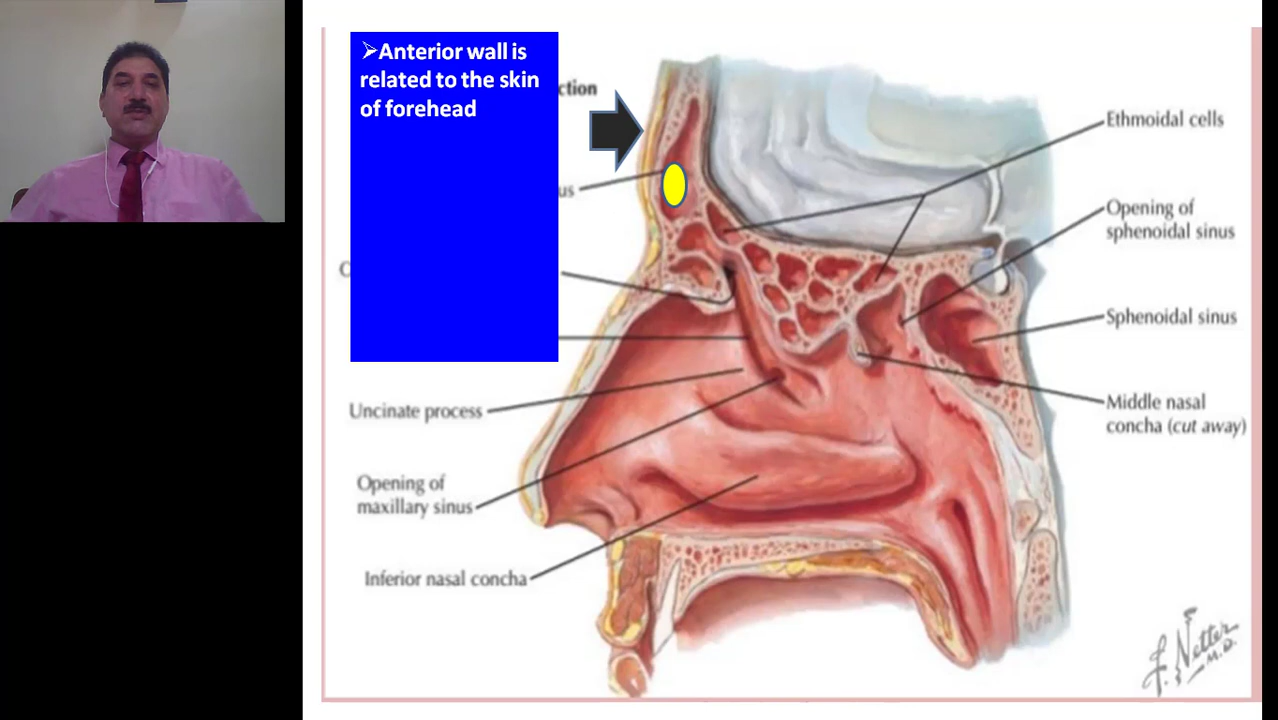 ➢Anterior wall is
related to the skin
of forehead
ction
us
Ethmoidal cells
Opening of
sphenoidal sinus
Sphenoidal sinus
Middle nasal
concha (cut away)
Uncinate process
Opening of
maxillary sinus
Inferior nasal concha
F. Netter
M.D.